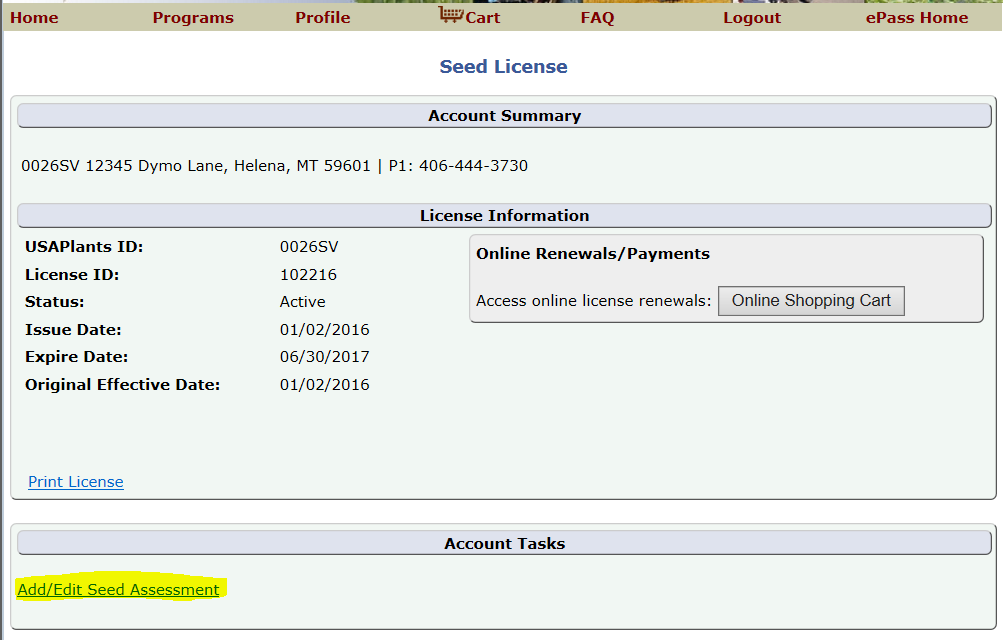 Home Programs Profile Cart FAQ Logout ePass Home
Seed License
Account Summary
0026SV 12345 Dymo Lane, Helena, MT 59601 | P1: 406-444-3730
License Information
USAPlants ID: 0026SV
License ID: 102216
Status: Active
Issue Date: 01/02/2016
Expire Date: 06/30/2017
Original Effective Date: 01/02/2016
Online Renewals/Payments
Access online license renewals: Online Shopping Cart
Print License
Account Tasks
Add/Edit Seed Assessment